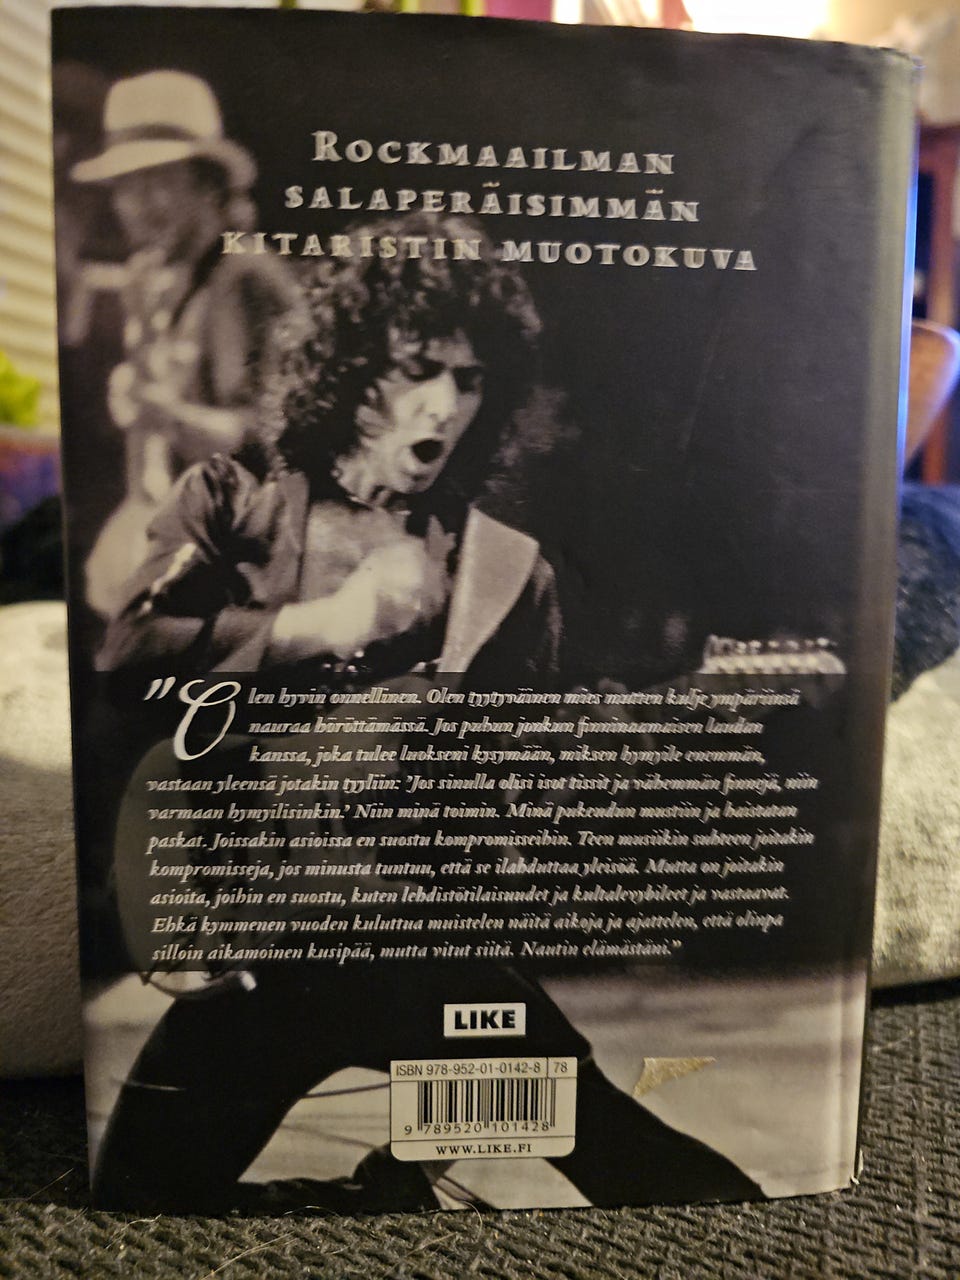 ROCKMAAILMAN
SALAPERÄISIMMÄN
KITARISTIN MUOTOKUVA
"Olen hyvin onnellinen. Olen tyytyväinen mies mutten kulje ympäriinsä
nauraa höröttämässä. Jos puhun jonkun finninaamaisen laudan
kanssa, joka tulee luokseni kysymään, miksen hymyile enemmän,
vastaan yleensä jotakin tyyliin: 'Jos sinulla olisi isot tissit ja vähemmän finnejä, niin
varmaan hymyilisinkin.' Niin minä toimin. Minä pukeudun mustiin ja haistatan
paskat. Joissakin asioissa en suostu kompromisseihin. Teen musiikin suhteen joitakin
kompromisseja, jos minusta tuntuu, että se ilahduttaa yleisöä. Mutta on joitakin
asioita, joihin en suostu, kuten lehdistötilaisuudet ja kultalevybileet ja vastaavat.
Ehkä kymmenen vuoden kuluttua muistelen näitä aikoja ja ajattelen, että olinpa
silloin aikamoinen kusipää, mutta vitut siitä. Nautin elämästäni."
LIKE
ISBN 978-952-01-0142-8 78
9 789520 101428
WWW.LIKE.FI